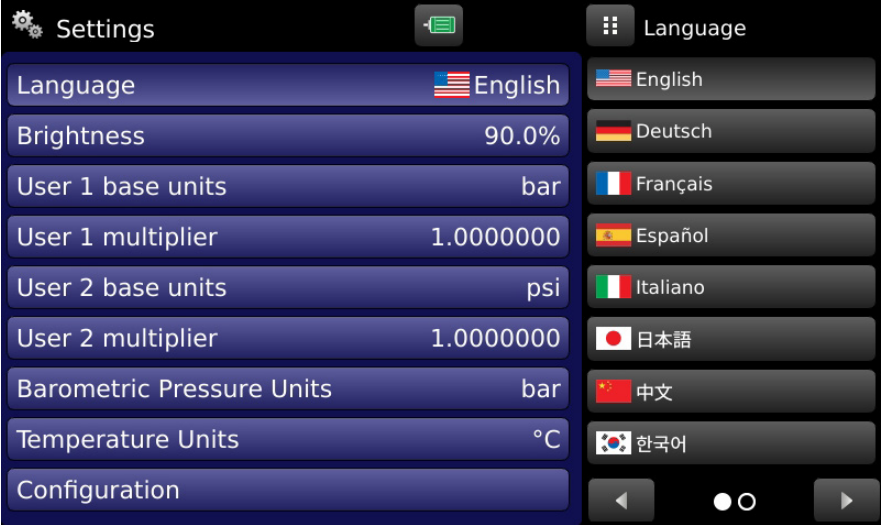 Settings
Language English
Brightness 90.0%
User 1 base units bar
User 1 multiplier 1.0000000
User 2 base units psi
User 2 multiplier 1.0000000
Barometric Pressure Units bar
Temperature Units °C
Configuration
Language
English
Deutsch
Français
Español
Italiano
日本語
中文
한국어